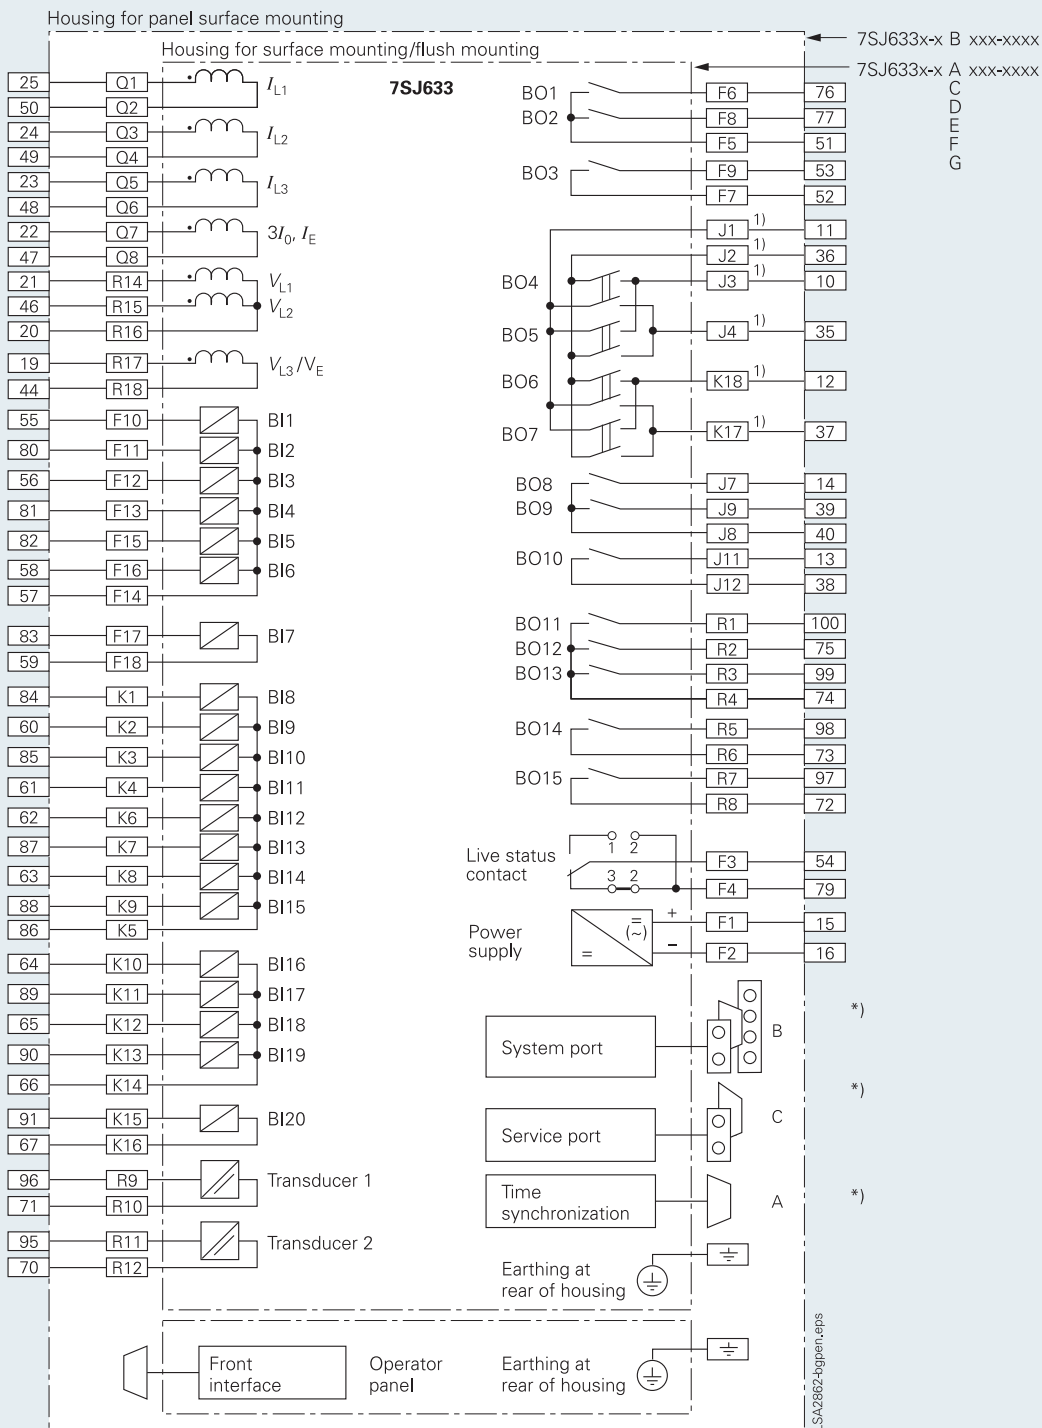 Housing for panel surface mounting
7SJ633x-x B xxx-xxxx
Housing for surface mounting/flush mounting
7SJ633x-x A xxx-xxxx
C
D
E
F
G
7SJ633
25 Q1 I L1
50 Q2
24 Q3 I L2
49 Q4
23 Q5 I L3
48 Q6
22 Q7 3I0, IE
47 Q8
21 R14 V L1
46 R15 V L2
20 R16
19 R17 V L3/VE
44 R18
55 F10 BI1
80 F11 BI2
56 F12 BI3
81 F13 BI4
82 F15 BI5
58 F16 BI6
57 F14
83 F17 BI7
59 F18
84 K1 BI8
60 K2 BI9
85 K3 BI10
61 K4 BI11
62 K6 BI12
87 K7 BI13
63 K8 BI14
88 K9 BI15
86 K5
64 K10 BI16
89 K11 BI17
65 K12 BI18
90 K13 BI19
66 K14
91 K15 BI20
67 K16
96 R9 Transducer 1
71 R10
95 R11 Transducer 2
70 R12
BO1 F6 76
BO2 F8 77
F5 51
BO3 F9 53
F7 52
J1 1) 11
J2 1) 36
BO4 J3 1) 10
BO5 J4 1) 35
BO6 K18 1) 12
BO7 K17 1) 37
BO8 J7 14
BO9 J9 39
J8 40
BO10 J11 13
J12 38
BO11 R1 100
BO12 R2 75
BO13 R3 99
R4 74
BO14 R5 98
R6 73
BO15 R7 97
R8 72
1 2
Live status
contact
F3 54
3 2
F4 79
Power
supply
= (~) =
+ F1 15
− F2 16
System port B *)
Service port C *)
Time
synchronization
A *)
Earthing at
rear of housing
Front
interface
Operator
panel
Earthing at
rear of housing
LSA2862-bgpen.eps